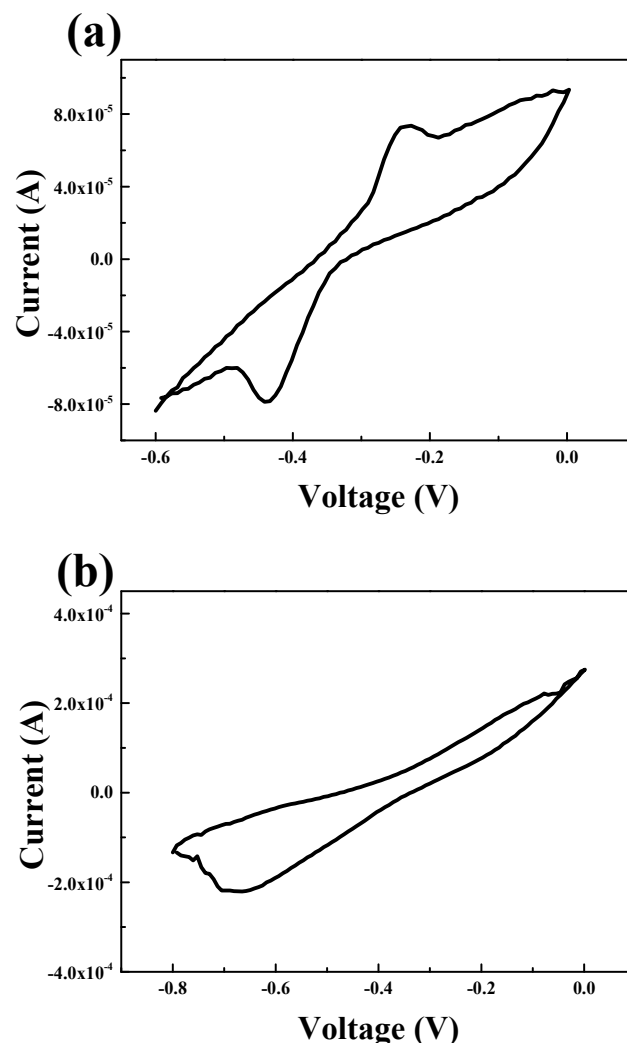 (a)
8.0x10⁻⁵
4.0x10⁻⁵
0.0
-4.0x10⁻⁵
-8.0x10⁻⁵
Current (A)
-0.6 -0.4 -0.2 0.0
Voltage (V)
(b)
4.0x10⁻⁴
2.0x10⁻⁴
0.0
-2.0x10⁻⁴
-4.0x10⁻⁴
Current (A)
-0.8 -0.6 -0.4 -0.2 0.0
Voltage (V)